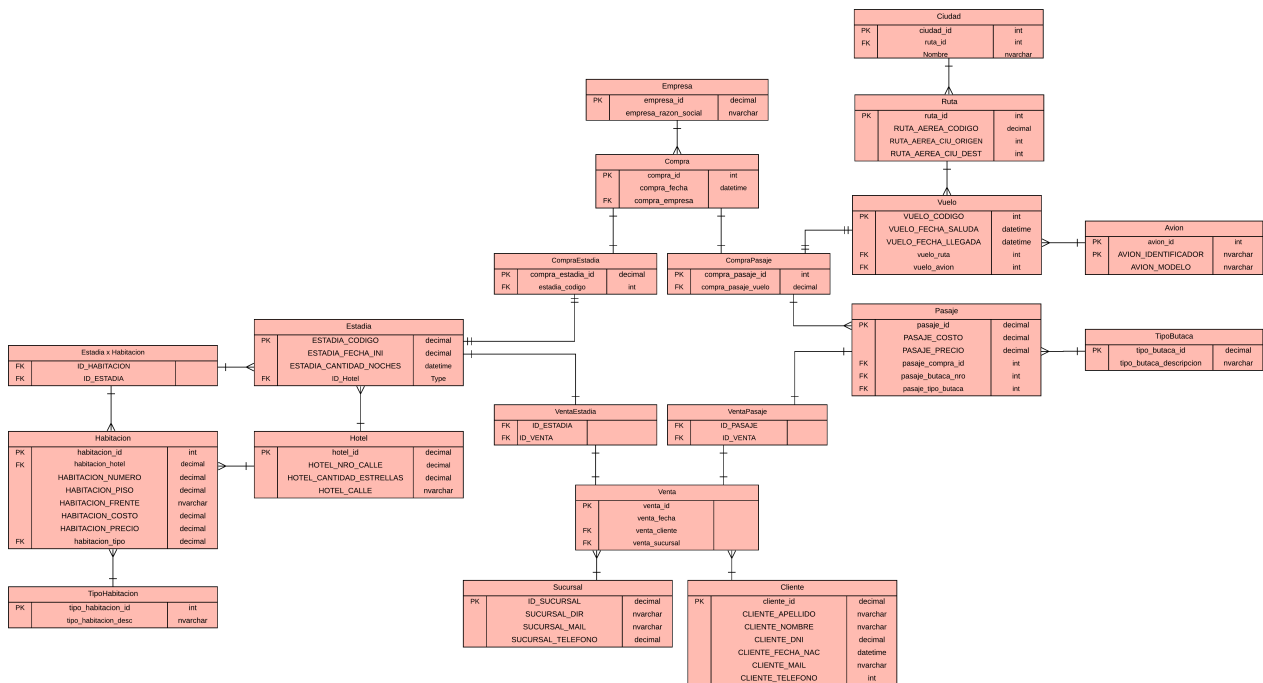 Ciudad
PK ciudad_id int
FK ruta_id int
Nombre nvarchar
Empresa
PK empresa_id decimal
empresa_razon_social nvarchar
Ruta
PK ruta_id int
RUTA_AEREA_CODIGO decimal
RUTA_AEREA_CIU_ORIGEN int
RUTA_AEREA_CIU_DEST int
Compra
PK compra_id int
compra_fecha datetime
FK compra_empresa
Vuelo
PK VUELO_CODIGO int
VUELO_FECHA_SALUDA datetime
VUELO_FECHA_LLEGADA datetime
FK vuelo_ruta int
FK vuelo_avion int
Avion
PK avion_id int
PK AVION_IDENTIFICADOR nvarchar
AVION_MODELO nvarchar
CompraEstadia
PK compra_estadia_id decimal
FK estadia_codigo int
CompraPasaje
PK compra_pasaje_id int
FK compra_pasaje_vuelo decimal
Pasaje
PK pasaje_id decimal
PASAJE_COSTO decimal
PASAJE_PRECIO decimal
FK pasaje_compra_id int
FK pasaje_butaca_nro int
FK pasaje_tipo_butaca int
TipoButaca
PK tipo_butaca_id decimal
tipo_butaca_descripcion nvarchar
Estadia
PK ESTADIA_CODIGO decimal
ESTADIA_FECHA_INI decimal
ESTADIA_CANTIDAD_NOCHES datetime
FK ID_Hotel Type
Estadia x Habitacion
FK ID_HABITACION
FK ID_ESTADIA
VentaEstadia
FK ID_ESTADIA
FK ID_VENTA
VentaPasaje
FK ID_PASAJE
FK ID_VENTA
Habitacion
PK habitacion_id int
FK habitacion_hotel decimal
HABITACION_NUMERO decimal
HABITACION_PISO decimal
HABITACION_FRENTE nvarchar
HABITACION_COSTO decimal
HABITACION_PRECIO decimal
FK habitacion_tipo decimal
Hotel
PK hotel_id decimal
HOTEL_NRO_CALLE decimal
HOTEL_CANTIDAD_ESTRELLAS decimal
HOTEL_CALLE nvarchar
Venta
PK venta_id
venta_fecha
FK venta_cliente
FK venta_sucursal
TipoHabitacion
PK tipo_habitacion_id int
tipo_habitacion_desc nvarchar
Sucursal
PK ID_SUCURSAL decimal
SUCURSAL_DIR nvarchar
SUCURSAL_MAIL nvarchar
SUCURSAL_TELEFONO decimal
Cliente
PK cliente_id decimal
CLIENTE_APELLIDO nvarchar
CLIENTE_NOMBRE nvarchar
CLIENTE_DNI decimal
CLIENTE_FECHA_NAC datetime
CLIENTE_MAIL nvarchar
CLIENTE_TELEFONO int